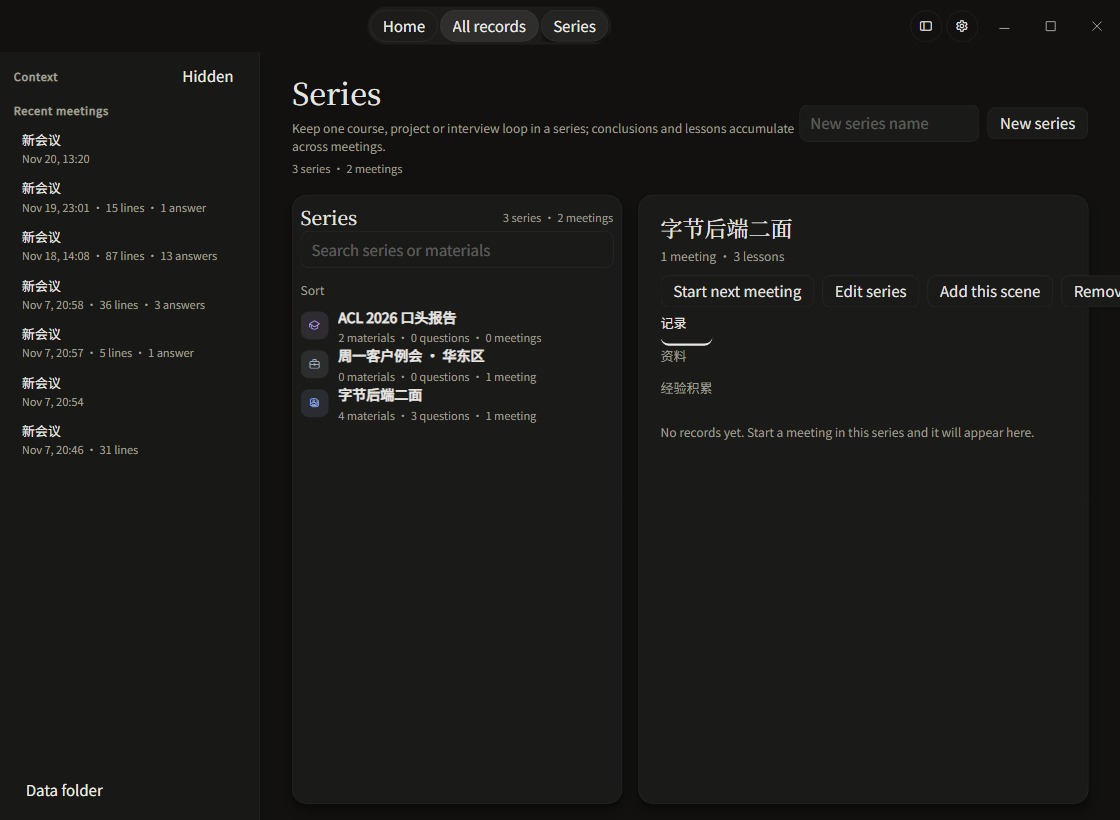 Home
All records
Series
Context
Hidden
Recent meetings
新会议
Nov 20, 13:20
新会议
Nov 19, 23:01 • 15 lines • 1 answer
新会议
Nov 18, 14:08 • 87 lines • 13 answers
新会议
Nov 7, 20:58 • 36 lines • 3 answers
新会议
Nov 7, 20:57 • 5 lines • 1 answer
新会议
Nov 7, 20:54
新会议
Nov 7, 20:46 • 31 lines
Data folder
Series
Keep one course, project or interview loop in a series; conclusions and lessons accumulate
across meetings.
3 series • 2 meetings
New series name
New series
Series
3 series • 2 meetings
Search series or materials
Sort
ACL 2026 口头报告
2 materials • 0 questions • 0 meetings
周一客户例会 • 华东区
0 materials • 0 questions • 1 meeting
字节后端二面
4 materials • 3 questions • 1 meeting
字节后端二面
1 meeting • 3 lessons
Start next meeting
Edit series
Add this scene
Remov
记录
资料
经验积累
No records yet. Start a meeting in this series and it will appear here.